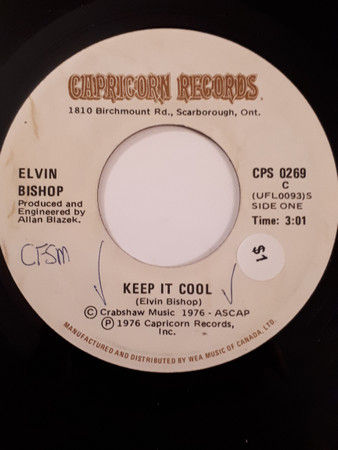 CAPRICORN RECORDS
1810 Birchmount Rd., Scarborough, Ont.
ELVIN
BISHOP
Produced and
Engineered by
Allan Blazek.
CPS 0269
C
(UFL0093)S
SIDE ONE
Time: 3:01
CFSM
$1
KEEP IT COOL
(Elvin Bishop)
Ⓒ Crabshaw Music 1976 - ASCAP
Ⓟ 1976 Capricorn Records,
Inc.
MANUFACTURED AND DISTRIBUTED BY WEA MUSIC OF CANADA, LTD.